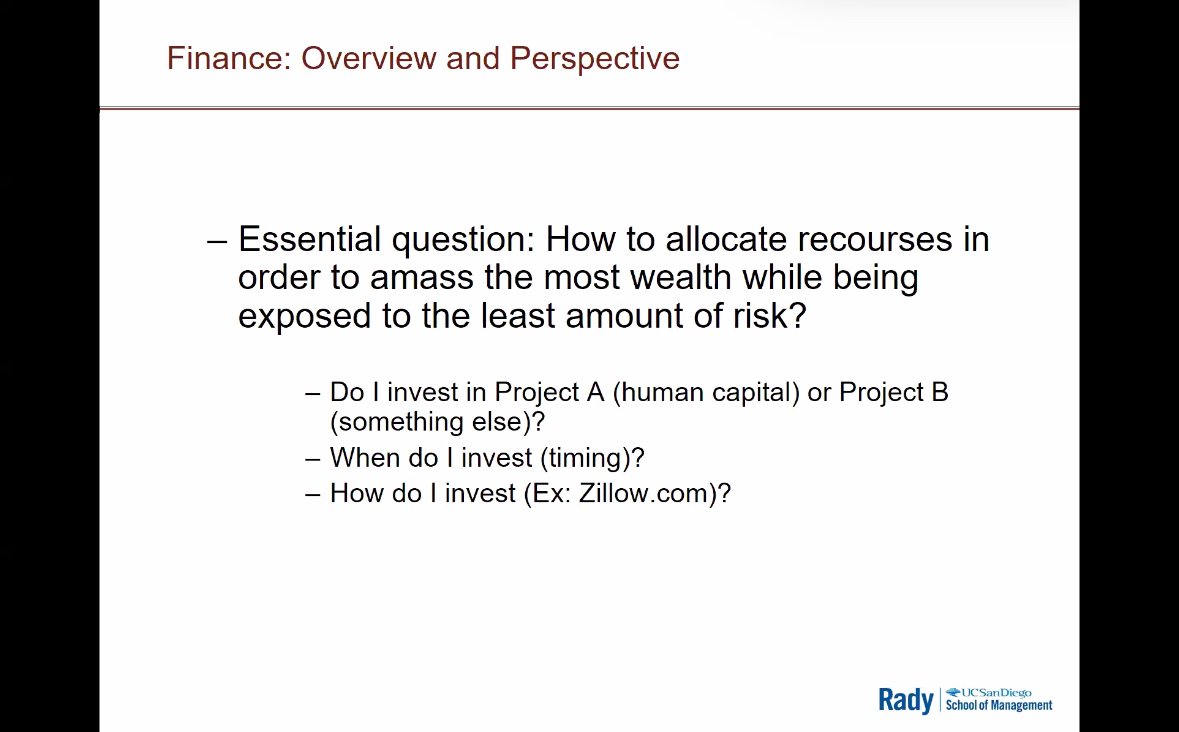 Finance: Overview and Perspective
– Essential question: How to allocate recourses in
order to amass the most wealth while being
exposed to the least amount of risk?
– Do I invest in Project A (human capital) or Project B
(something else)?
– When do I invest (timing)?
– How do I invest (Ex: Zillow.com)?
Rady
UC San Diego
School of Management